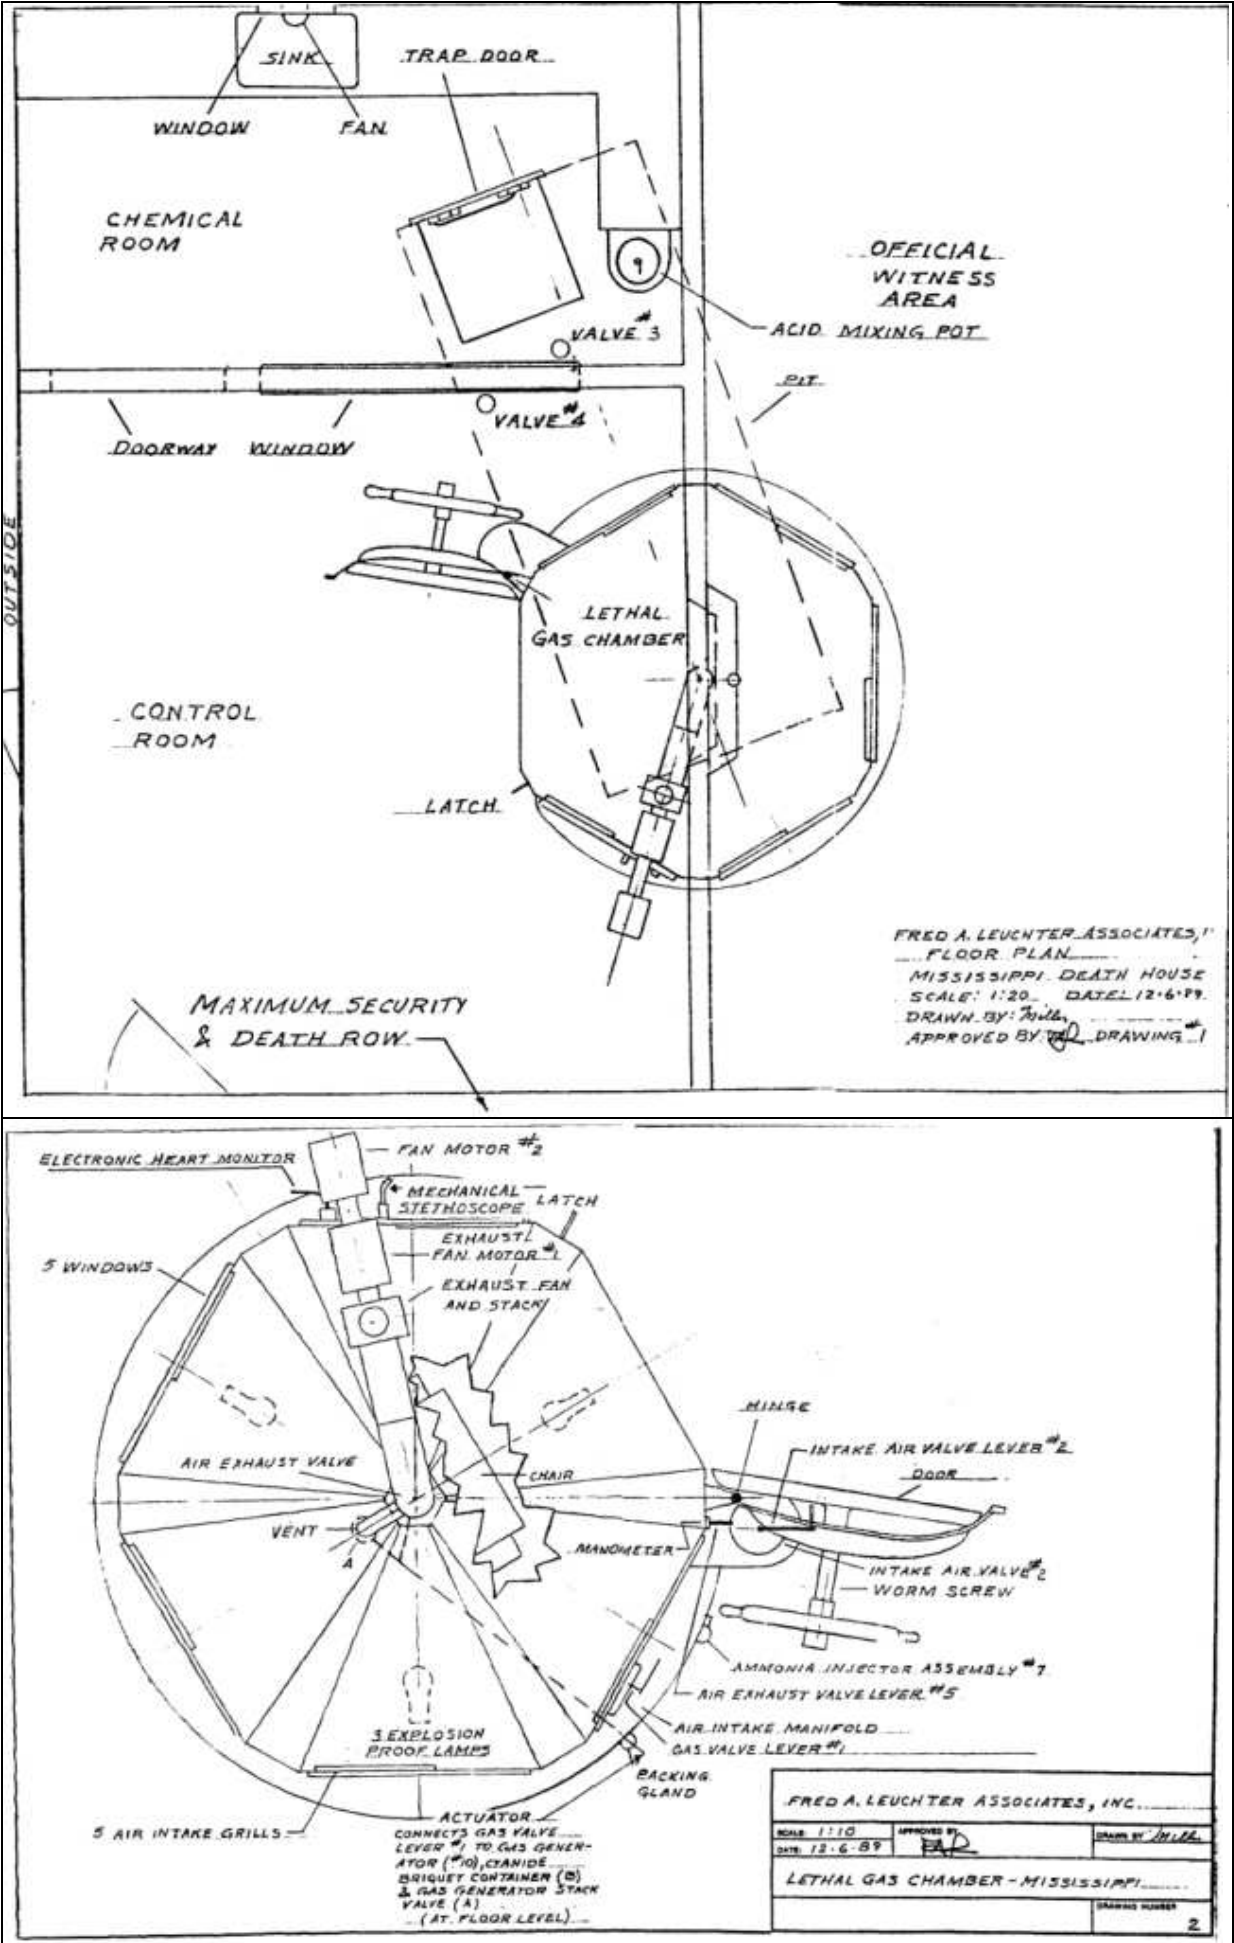 SINK
TRAP DOOR
WINDOW
FAN
CHEMICAL
ROOM
9
OFFICIAL
WITNESS
AREA
VALVE #3
ACID MIXING POT
PIT
VALVE #4
DOORWAY
WINDOW
OUTSIDE
LETHAL
GAS CHAMBER
CONTROL
ROOM
LATCH
FRED A. LEUCHTER ASSOCIATES,
FLOOR PLAN
MISSISSIPPI DEATH HOUSE
SCALE: 1:20 DATE: 12·6·89
DRAWN BY: Miller
APPROVED BY: DRAWING #1
MAXIMUM SECURITY
& DEATH ROW
FAN MOTOR #2
ELECTRONIC HEART MONITOR
MECHANICAL
STETHOSCOPE
LATCH
EXHAUST
FAN MOTOR #1
5 WINDOWS
EXHAUST FAN
AND STACK
HINGE
INTAKE AIR VALVE LEVER #2
DOOR
AIR EXHAUST VALVE
CHAIR
VENT
A
MANOMETER
INTAKE AIR VALVE #2
WORM SCREW
AMMONIA INJECTOR ASSEMBLY #7
AIR EXHAUST VALVE LEVER #5
AIR INTAKE MANIFOLD
GAS VALVE LEVER #1
3 EXPLOSION
PROOF LAMPS
PACKING
GLAND
5 AIR INTAKE GRILLS
ACTUATOR
CONNECTS GAS VALVE
LEVER #1 TO GAS GENER-
ATOR (#10), CYANIDE
BRIQUET CONTAINER (B)
& GAS GENERATOR STACK
VALVE (A)
(AT FLOOR LEVEL)
FRED A. LEUCHTER ASSOCIATES, INC.
SCALE: 1:10
APPROVED BY
DRAWN BY Miller
DATE: 12·6·89
LETHAL GAS CHAMBER - MISSISSIPPI
DRAWING NUMBER
2